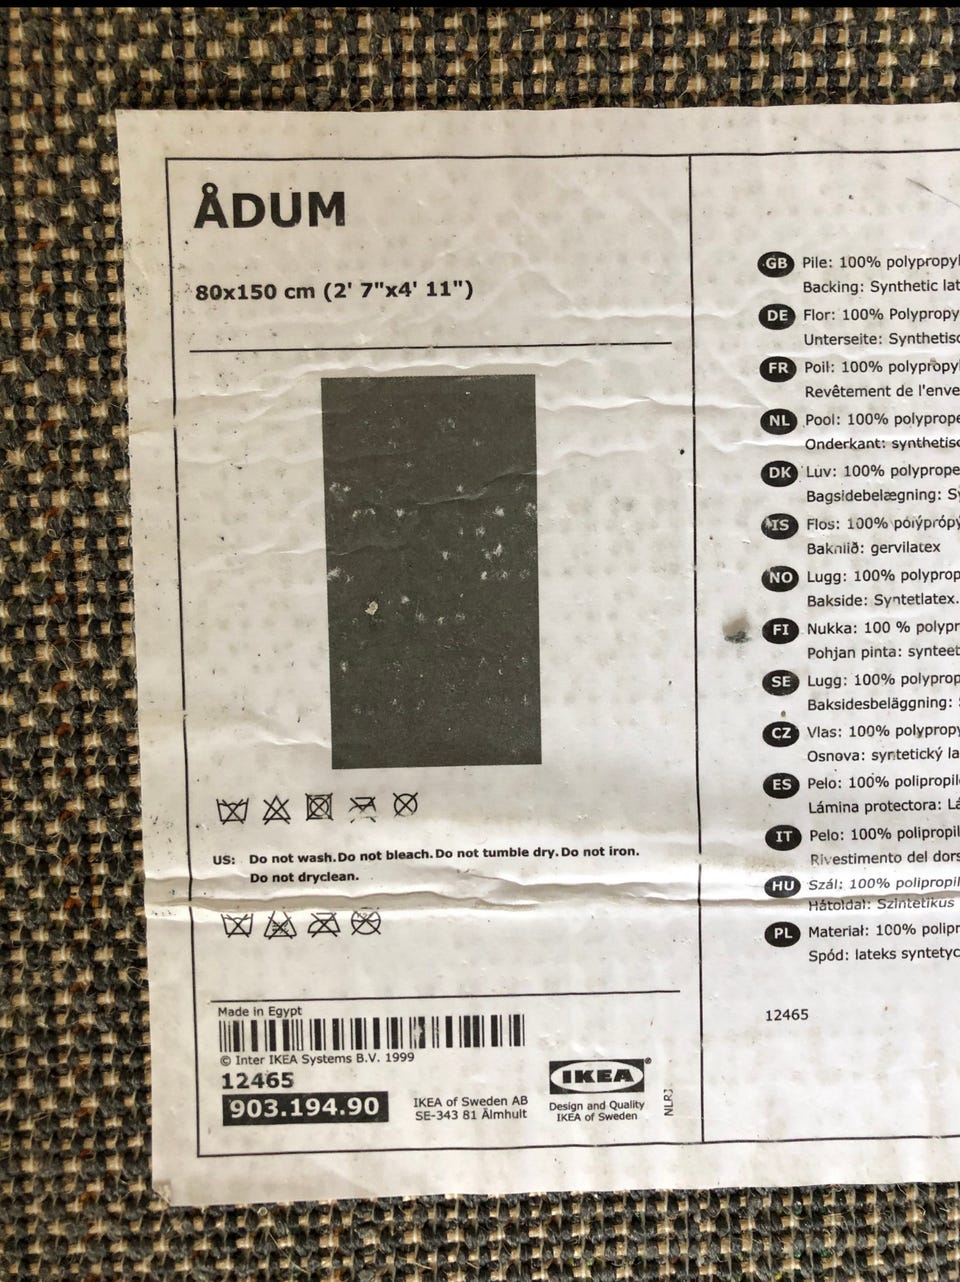 ÅDUM
80x150 cm (2' 7"x4' 11")
US: Do not wash. Do not bleach. Do not tumble dry. Do not iron.
Do not dryclean.
Made in Egypt
© Inter IKEA Systems B.V. 1999
12465
903.194.90
IKEA of Sweden AB
SE-343 81 Älmhult
IKEA®
Design and Quality
IKEA of Sweden
NLRJ
GB Pile: 100% polypropyl
Backing: Synthetic lat
DE Flor: 100% Polypropy
Unterseite: Synthetisc
FR Poil: 100% polypropyl
Revêtement de l'enve
NL Pool: 100% polyprope
Onderkant: synthetisc
DK Luv: 100% polyprope
Bagsidebelægning: Sy
IS Flos: 100% pólýprópý
Baknlið: gervilatex
NO Lugg: 100% polyprop
Bakside: Syntetlatex.
FI Nukka: 100 % polypr
Pohjan pinta: synteet
SE Lugg: 100% polyprop
Baksidesbeläggning:
CZ Vlas: 100% polypropy
Osnova: syntetický la
ES Pelo: 100% polipropile
Lámina protectora: Lá
IT Pelo: 100% polipropil
Rivestimento del dors
HU Szál: 100% polipropil
Hátoldal: Szintetikus
PL Materiał: 100% polipr
Spód: lateks syntetyc
12465